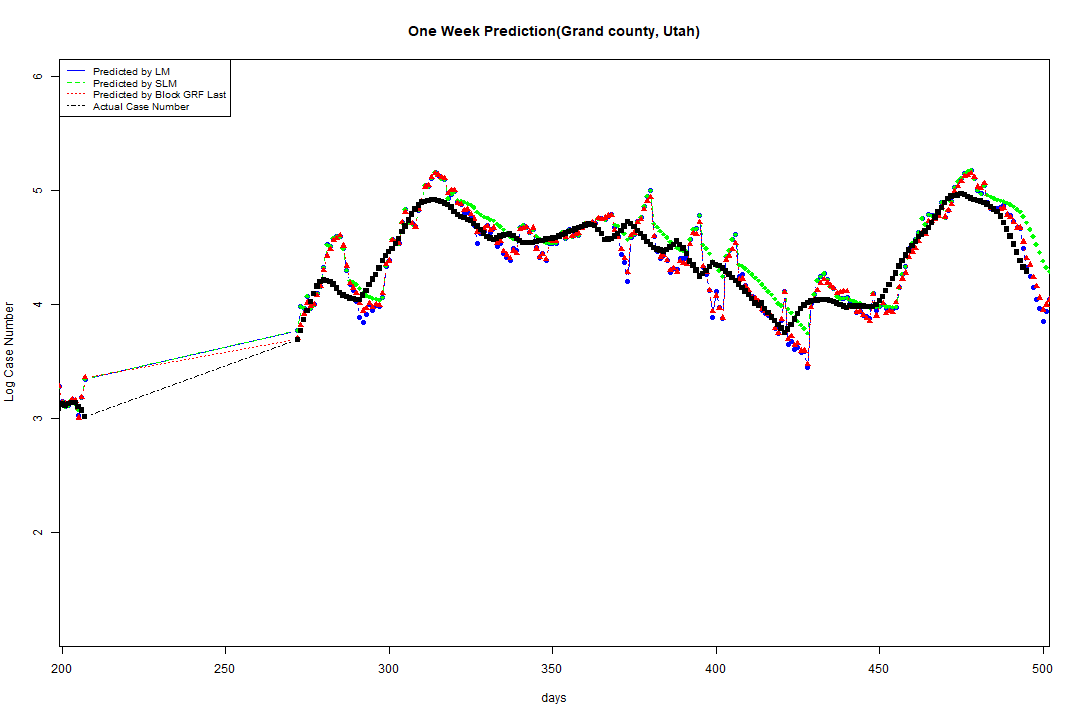 One Week Prediction(Grand county, Utah)
Predicted by LM
Predicted by SLM
Predicted by Block GRF Last
Actual Case Number
6
5
4
3
2
Log Case Number
200 250 300 350 400 450 500
days